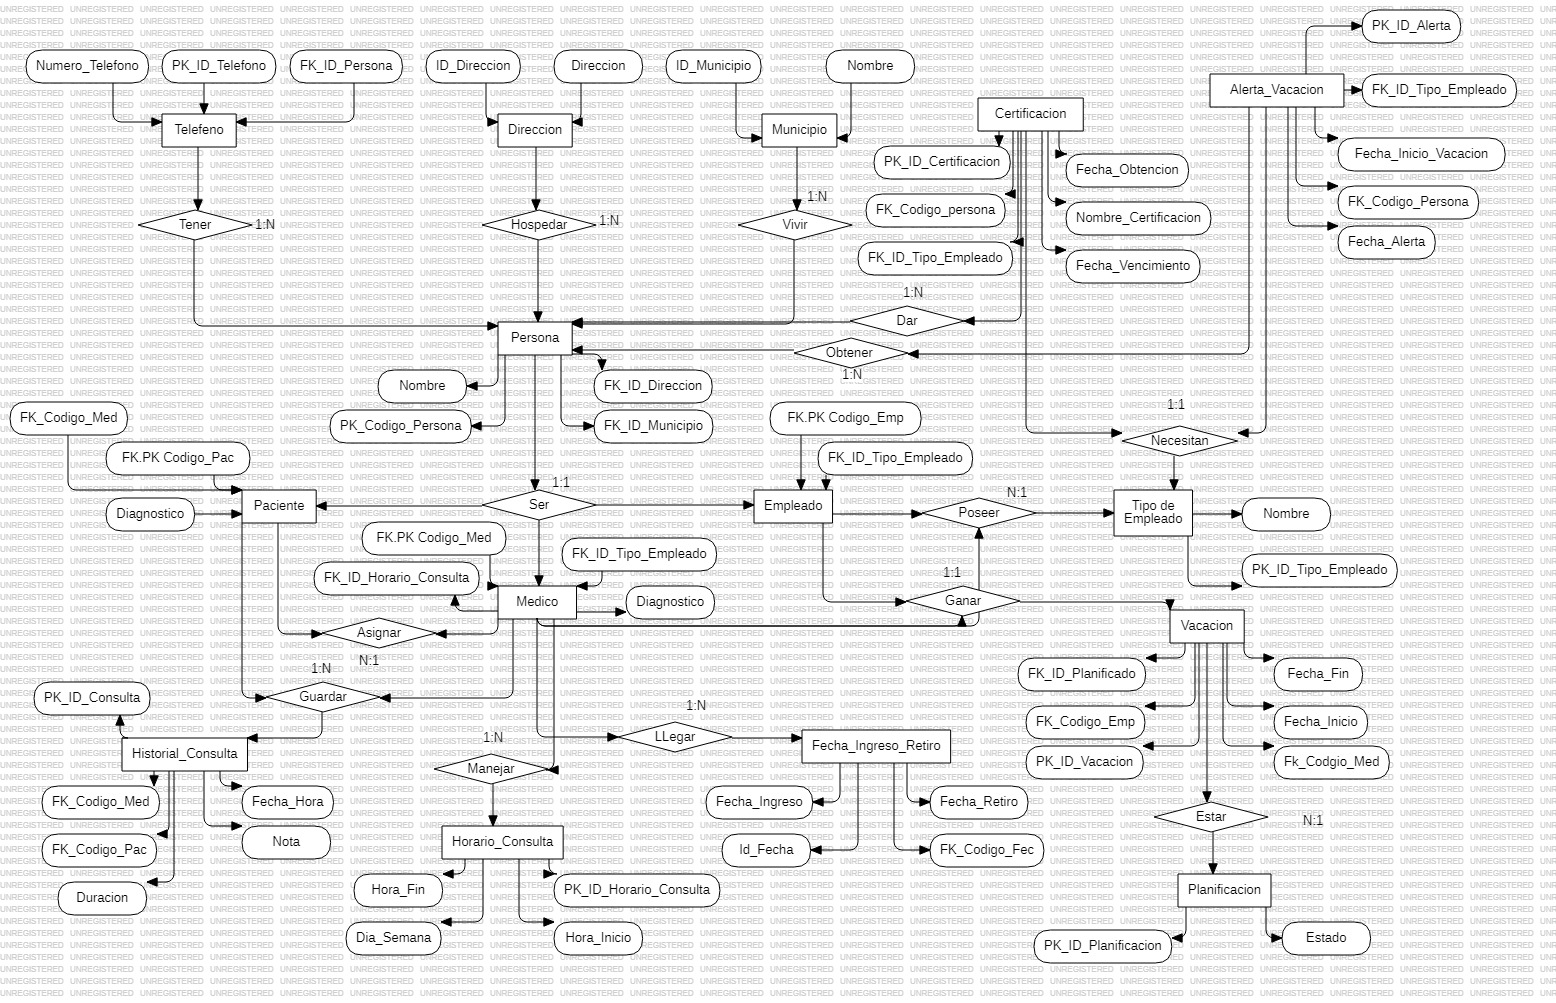 PK_ID_Alerta
Numero_Telefono
PK_ID_Telefono
FK_ID_Persona
ID_Direccion
Direccion
ID_Municipio
Nombre
Alerta_Vacacion
FK_ID_Tipo_Empleado
Telefeno
Direccion
Municipio
Certificacion
PK_ID_Certificacion
Fecha_Obtencion
Fecha_Inicio_Vacacion
FK_Codigo_persona
Nombre_Certificacion
FK_Codigo_Persona
Tener
1:N
Hospedar
1:N
Vivir
1:N
Fecha_Alerta
FK_ID_Tipo_Empleado
Fecha_Vencimiento
1:N
Dar
Persona
Obtener
1:N
Nombre
FK_ID_Direccion
PK_Codigo_Persona
FK_ID_Municipio
FK_Codigo_Med
FK.PK Codigo_Emp
1:1
Necesitan
FK.PK Codigo_Pac
FK_ID_Tipo_Empleado
Diagnostico
Paciente
1:1
Ser
Empleado
N:1
Poseer
Tipo de
Empleado
Nombre
FK.PK Codigo_Med
FK_ID_Tipo_Empleado
PK_ID_Tipo_Empleado
FK_ID_Horario_Consulta
Medico
Diagnostico
1:1
Ganar
Asignar
N:1
Vacacion
FK_ID_Planificado
Fecha_Fin
1:N
Guardar
PK_ID_Consulta
FK_Codigo_Emp
Fecha_Inicio
1:N
LLegar
Historial_Consulta
1:N
Manejar
Fecha_Ingreso_Retiro
PK_ID_Vacacion
Fk_Codgio_Med
FK_Codigo_Med
Fecha_Hora
Fecha_Ingreso
Fecha_Retiro
Estar
N:1
FK_Codigo_Pac
Nota
Horario_Consulta
Id_Fecha
FK_Codigo_Fec
Duracion
Hora_Fin
PK_ID_Horario_Consulta
Planificacion
Dia_Semana
Hora_Inicio
PK_ID_Planificacion
Estado
UNREGISTERED